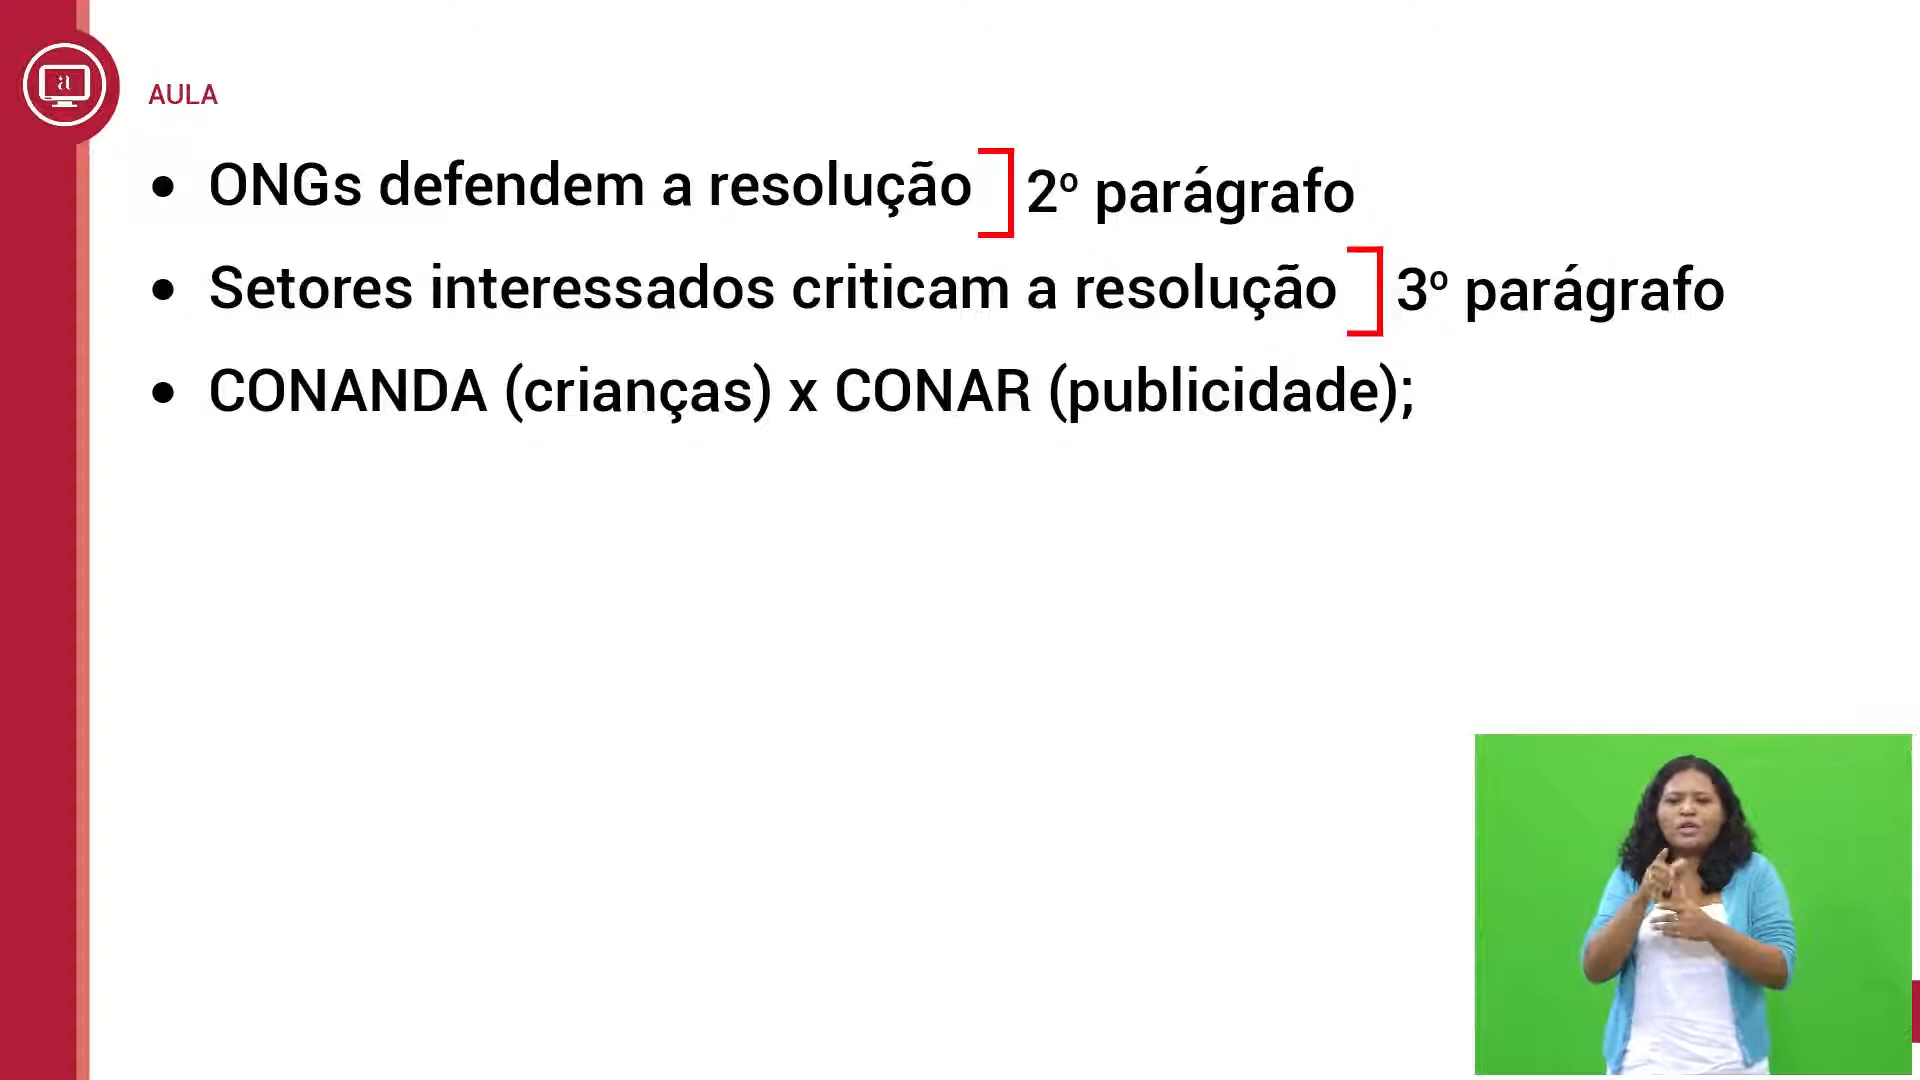 a
AULA
• ONGs defendem a resolução 2º parágrafo
• Setores interessados criticam a resolução 3º parágrafo
• CONANDA (crianças) x CONAR (publicidade);